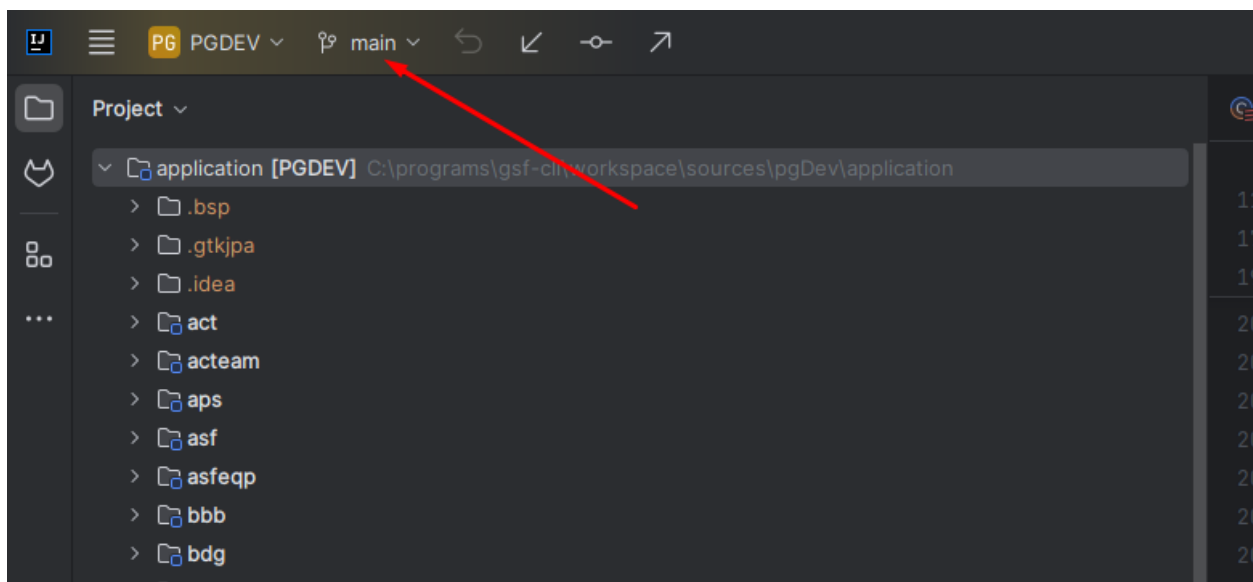 IJ PG PGDEV main
Project
application [PGDEV] C:\programs\gsf-cli\workspace\sources\pgDev\application
.bsp
.gtkjpa
.idea
act
acteam
aps
asf
asfeqp
bbb
bdg